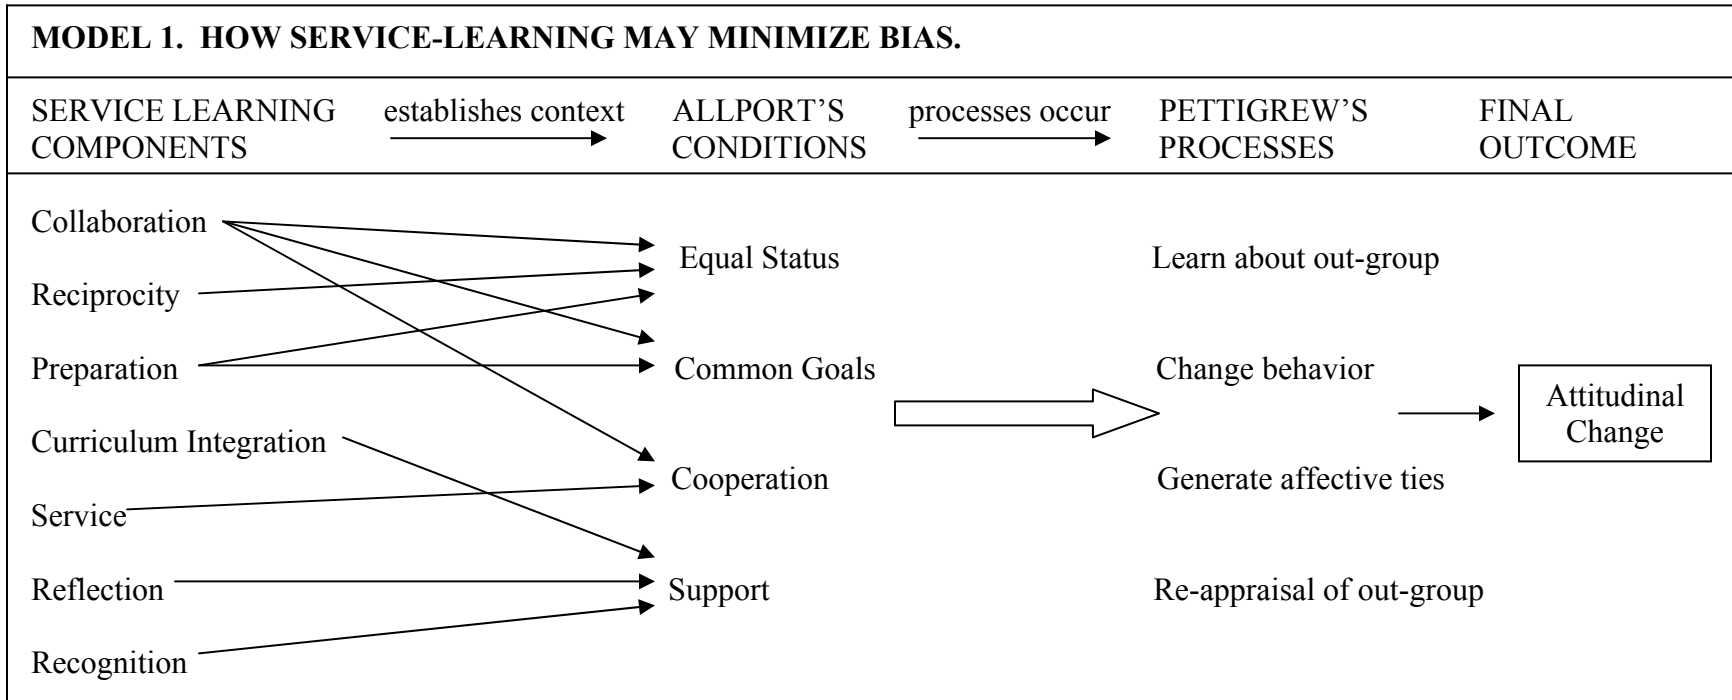 MODEL 1.  HOW SERVICE-LEARNING MAY MINIMIZE BIAS.
SERVICE LEARNING
COMPONENTS
establishes context
ALLPORT’S
CONDITIONS
processes occur
PETTIGREW’S
PROCESSES
FINAL
OUTCOME
Collaboration
Reciprocity
Preparation
Curriculum Integration
Service
Reflection
Recognition
Equal Status
Common Goals
Cooperation
Support
Learn about out-group
Change behavior
Generate affective ties
Re-appraisal of out-group
Attitudinal
Change